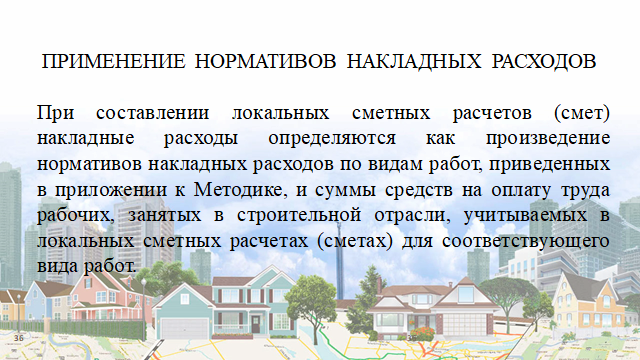 ПРИМЕНЕНИЕ НОРМАТИВОВ НАКЛАДНЫХ РАСХОДОВ
При составлении локальных сметных расчетов (смет)
накладные расходы определяются как произведение
нормативов накладных расходов по видам работ, приведенных
в приложении к Методике, и суммы средств на оплату труда
рабочих, занятых в строительной отрасли, учитываемых в
локальных сметных расчетах (сметах) для соответствующего
вида работ.
36
36